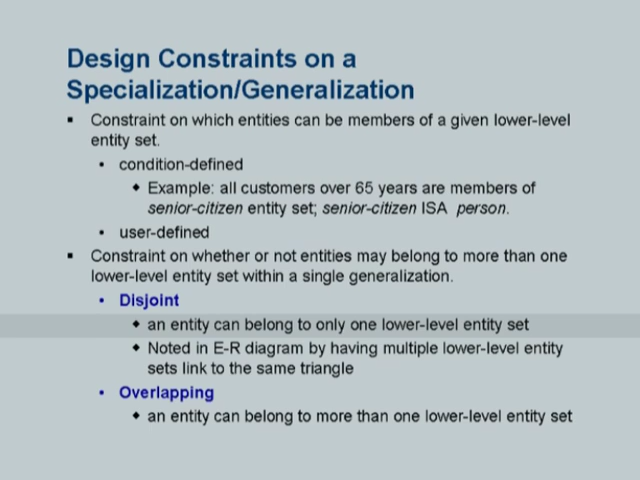 Design Constraints on a
Specialization/Generalization
▪ Constraint on which entities can be members of a given lower-level
entity set.
• condition-defined
◆ Example: all customers over 65 years are members of
senior-citizen entity set; senior-citizen ISA person.
• user-defined
▪ Constraint on whether or not entities may belong to more than one
lower-level entity set within a single generalization.
• Disjoint
◆ an entity can belong to only one lower-level entity set
◆ Noted in E-R diagram by having multiple lower-level entity
sets link to the same triangle
• Overlapping
◆ an entity can belong to more than one lower-level entity set